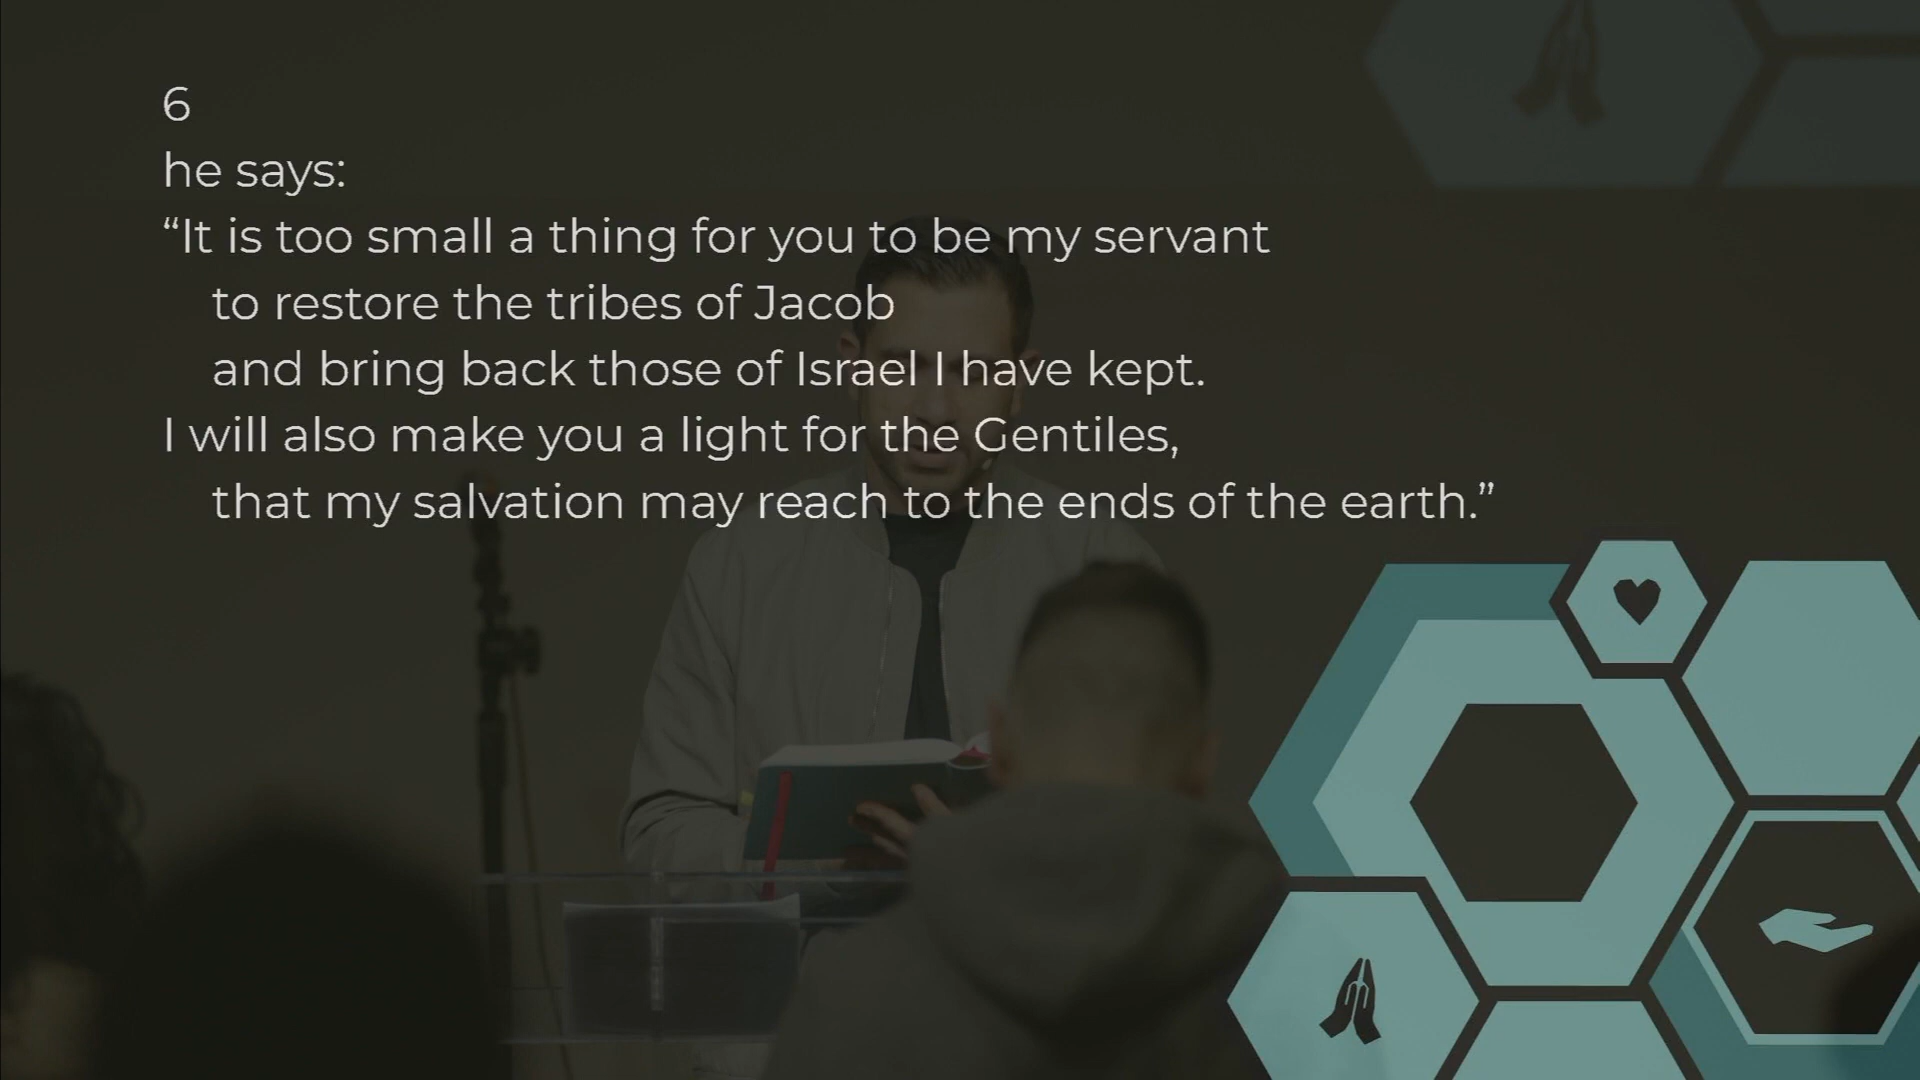 6
he says:
“It is too small a thing for you to be my servant
to restore the tribes of Jacob
and bring back those of Israel I have kept.
I will also make you a light for the Gentiles,
that my salvation may reach to the ends of the earth.”